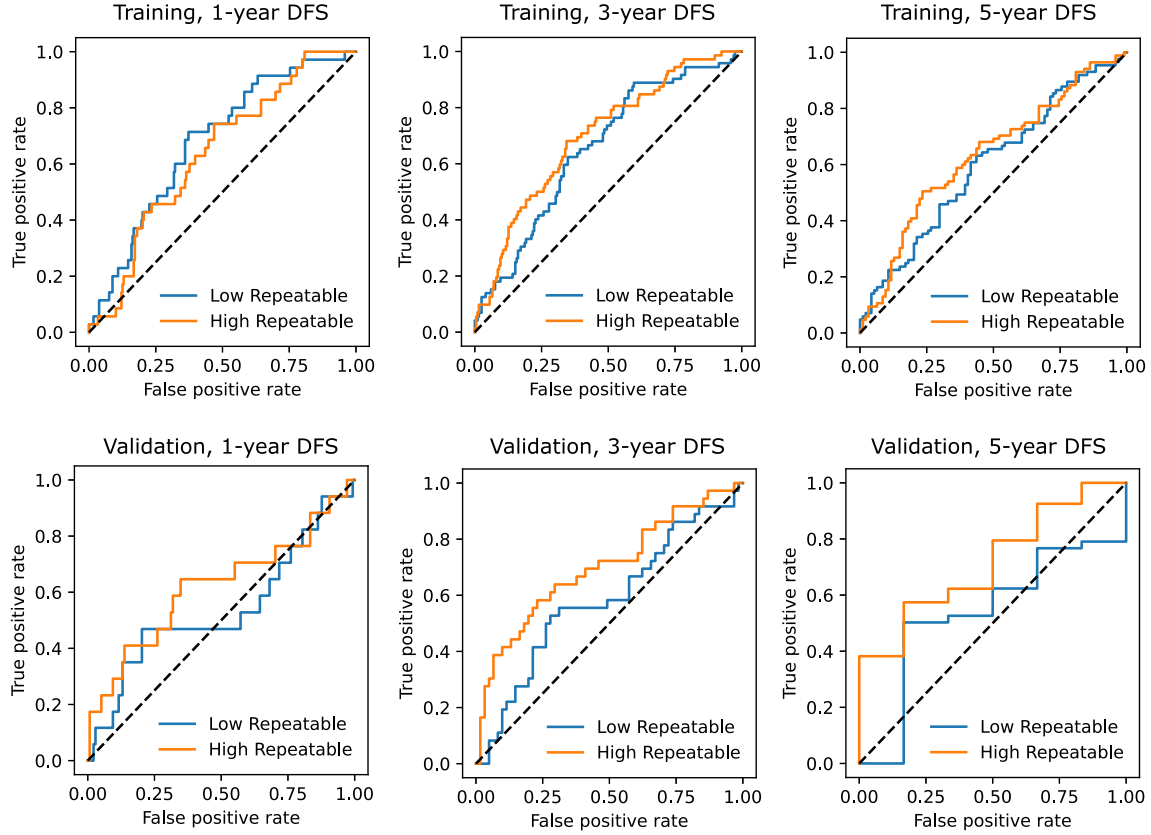 Training, 1-year DFS
True positive rate
1.0
0.8
0.6
0.4
0.2
0.0
Low Repeatable
High Repeatable
0.00 0.25 0.50 0.75 1.00
False positive rate
Training, 3-year DFS
True positive rate
1.0
0.8
0.6
0.4
0.2
0.0
Low Repeatable
High Repeatable
0.00 0.25 0.50 0.75 1.00
False positive rate
Training, 5-year DFS
True positive rate
1.0
0.8
0.6
0.4
0.2
0.0
Low Repeatable
High Repeatable
0.00 0.25 0.50 0.75 1.00
False positive rate
Validation, 1-year DFS
True positive rate
1.0
0.8
0.6
0.4
0.2
0.0
Low Repeatable
High Repeatable
0.00 0.25 0.50 0.75 1.00
False positive rate
Validation, 3-year DFS
True positive rate
1.0
0.8
0.6
0.4
0.2
0.0
Low Repeatable
High Repeatable
0.00 0.25 0.50 0.75 1.00
False positive rate
Validation, 5-year DFS
True positive rate
1.0
0.8
0.6
0.4
0.2
0.0
Low Repeatable
High Repeatable
0.00 0.25 0.50 0.75 1.00
False positive rate